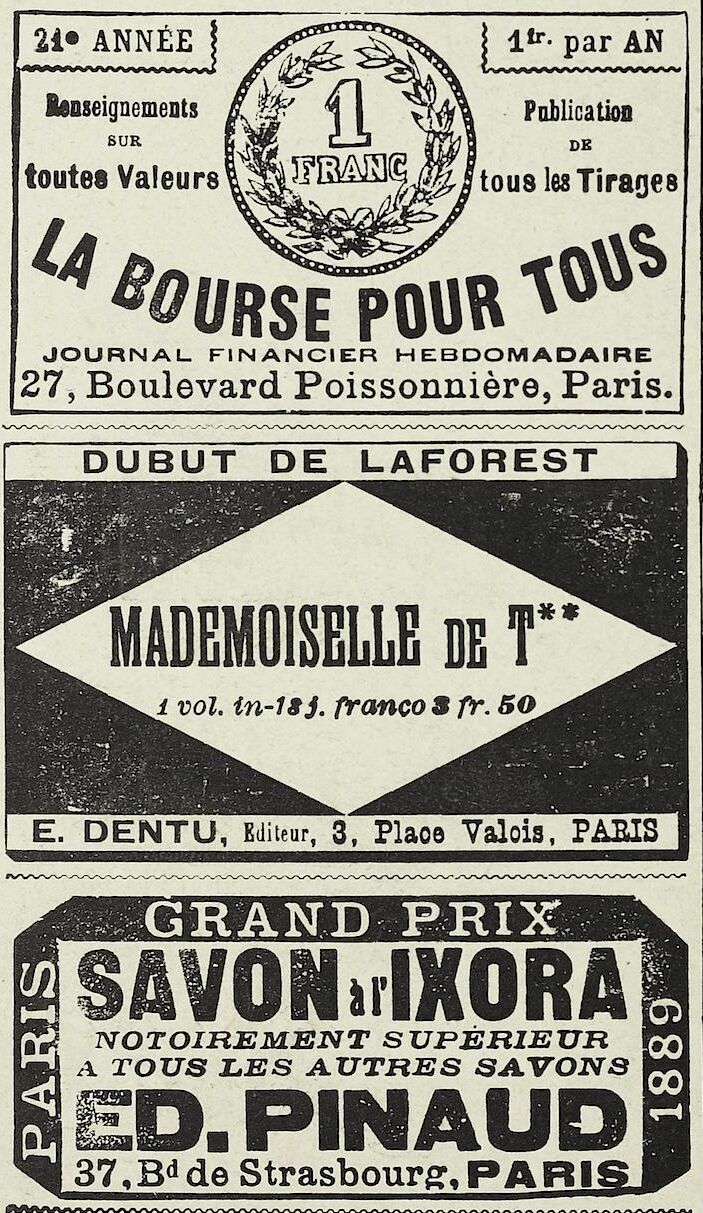 21e ANNÉE
1fr. par AN
Renseignements
SUR
toutes Valeurs
1
FRANC
Publication
DE
tous les Tirages
LA BOURSE POUR TOUS
JOURNAL FINANCIER HEBDOMADAIRE
27, Boulevard Poissonnière, Paris.
DUBUT DE LAFOREST
MADEMOISELLE DE T**
1 vol. in-18 j. franco 3 fr. 50
E. DENTU, Editeur, 3, Place Valois, PARIS
GRAND PRIX
PARIS
1889
SAVON à l'IXORA
NOTOIREMENT SUPÉRIEUR
A TOUS LES AUTRES SAVONS
ED. PINAUD
37, Bd de Strasbourg, PARIS